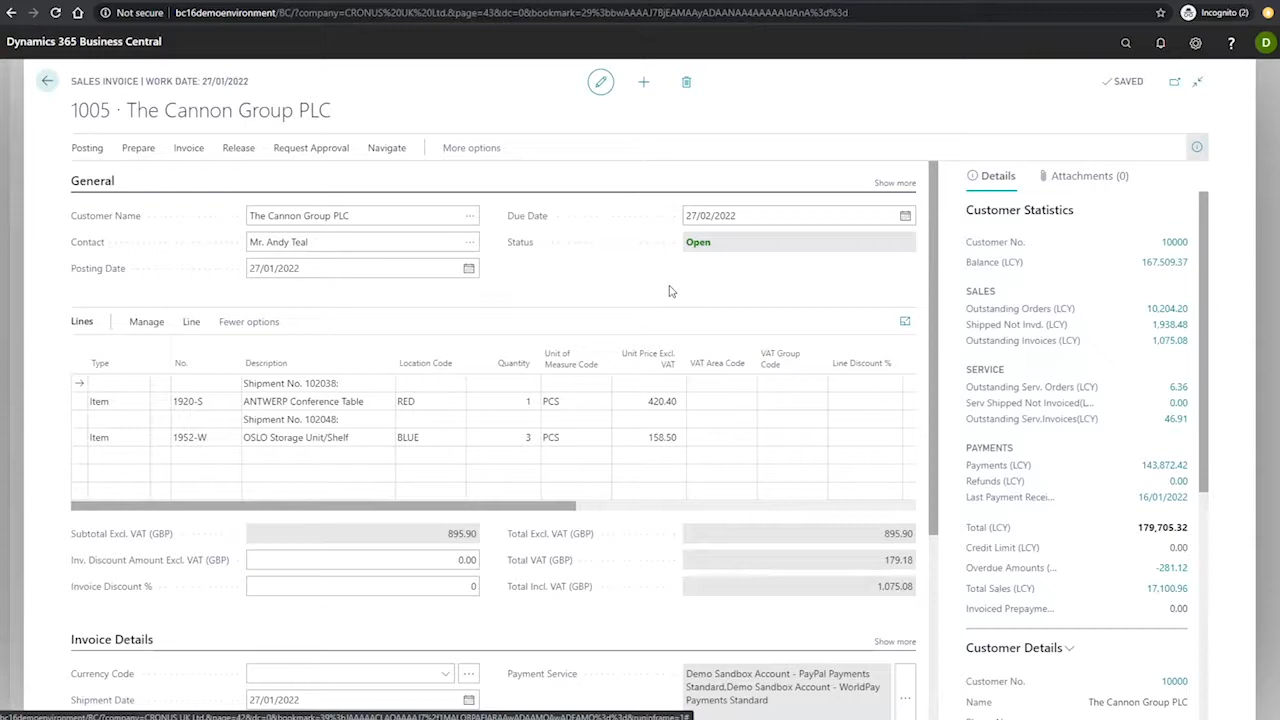 Not secure
bc16demoenvironment/BC/?company=CRONUS%20UK%20Ltd.&page=43&dc=0&bookmark=
Incognito (2)
Dynamics 365 Business Central
?
D
SALES INVOICE | WORK DATE: 27/01/2022
SAVED
1005 · The Cannon Group PLC
Posting Prepare Invoice Release Request Approval Navigate More options
General
Show more
Customer Name The Cannon Group PLC
Due Date 27/02/2022
Contact Mr. Andy Teal
Status Open
Posting Date 27/01/2022
Lines Manage Line Fewer options
Type No. Description Location Code Quantity Unit of Measure Code Unit Price Excl. VAT VAT Area Code VAT Group Code Line Discount %
Shipment No. 102038:
Item 1920-S ANTWERP Conference Table RED 1 PCS 420.40
Shipment No. 102048:
Item 1952-W OSLO Storage Unit/Shelf BLUE 3 PCS 158.50
Subtotal Excl. VAT (GBP) 895.90
Total Excl. VAT (GBP) 895.90
Inv. Discount Amount Excl. VAT (GBP) 0.00
Total VAT (GBP) 179.18
Invoice Discount % 0
Total Incl. VAT (GBP) 1,075.08
Invoice Details
Show more
Currency Code
Payment Service Demo Sandbox Account - PayPal Payments
Standard,Demo Sandbox Account - WorldPay
Payments Standard
Shipment Date 27/01/2022
Details Attachments (0)
Customer Statistics
Customer No. 10000
Balance (LCY) 167,509.37
SALES
Outstanding Orders (LCY) 10,204.20
Shipped Not Invd. (LCY) 1,938.48
Outstanding Invoices (LCY) 1,075.08
SERVICE
Outstanding Serv. Orders (LCY) 6.36
Serv Shipped Not Invoiced(L... 0.00
Outstanding Serv.Invoices(LCY) 46.91
PAYMENTS
Payments (LCY) 143,872.42
Refunds (LCY) 0.00
Last Payment Recei... 16/01/2022
Total (LCY) 179,705.32
Credit Limit (LCY) 0.00
Overdue Amounts (... -281.12
Total Sales (LCY) 17,100.96
Invoiced Prepayme... 0.00
Customer Details
Customer No. 10000
Name The Cannon Group PLC